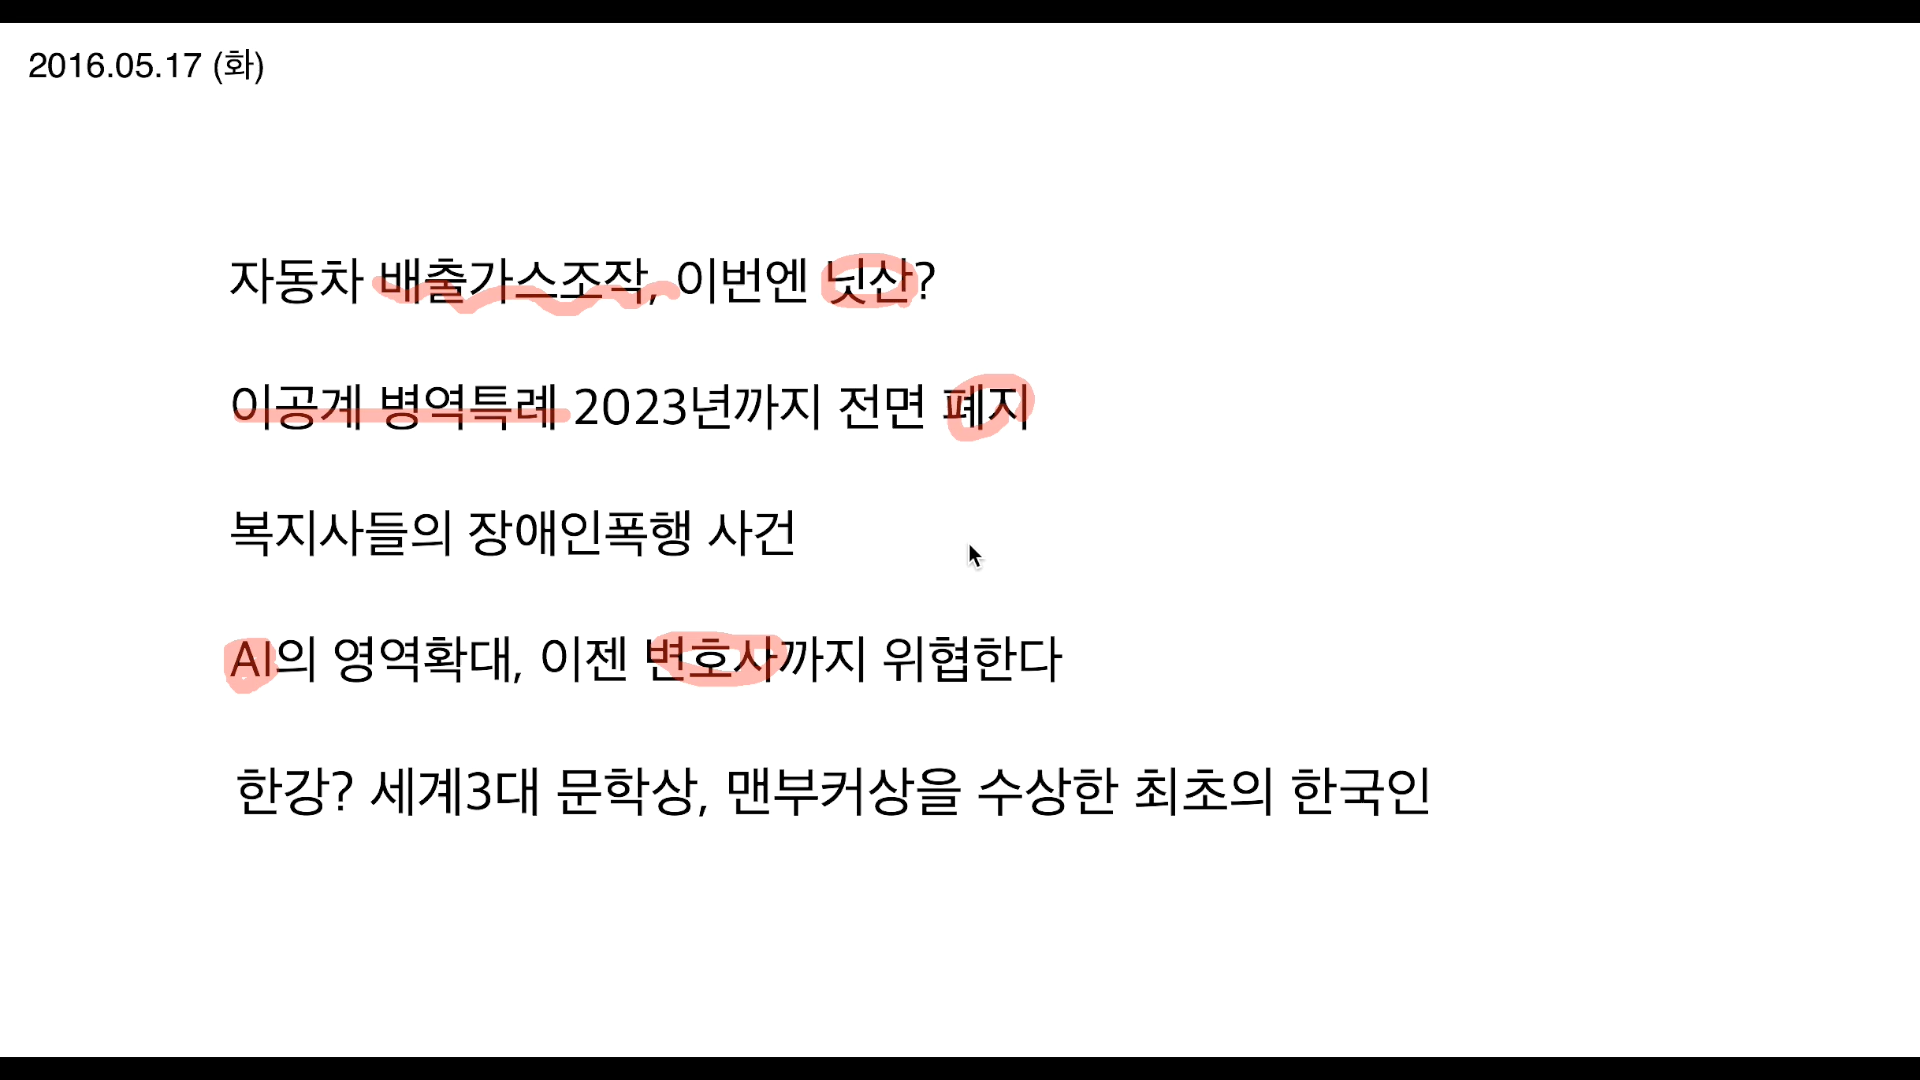 2016.05.17 (화)
자동차 배출가스조작, 이번엔 닛산?
이공계 병역특례 2023년까지 전면 폐지
복지사들의 장애인폭행 사건
AI의 영역확대, 이젠 변호사까지 위협한다
한강? 세계3대 문학상, 맨부커상을 수상한 최초의 한국인